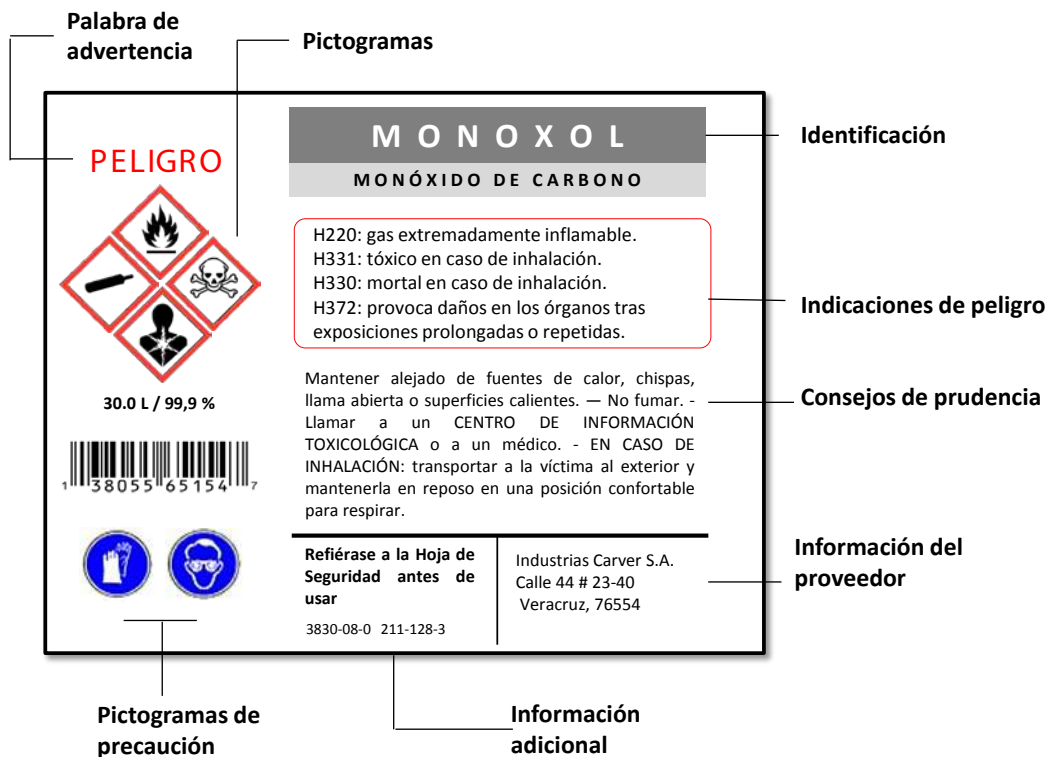 Palabra de
advertencia
Pictogramas
PELIGRO
MONOXOL
MONÓXIDO DE CARBONO
Identificación
H220: gas extremadamente inflamable.
H331: tóxico en caso de inhalación.
H330: mortal en caso de inhalación.
H372: provoca daños en los órganos tras
exposiciones prolongadas o repetidas.
Indicaciones de peligro
30.0 L / 99,9 %
1 38055 65154 7
Mantener alejado de fuentes de calor, chispas,
llama abierta o superficies calientes. — No fumar. -
Llamar a un CENTRO DE INFORMACIÓN
TOXICOLÓGICA o a un médico. - EN CASO DE
INHALACIÓN: transportar a la víctima al exterior y
mantenerla en reposo en una posición confortable
para respirar.
Consejos de prudencia
Refiérase a la Hoja de
Seguridad antes de
usar
3830-08-0 211-128-3
Industrias Carver S.A.
Calle 44 # 23-40
Veracruz, 76554
Información del
proveedor
Pictogramas de
precaución
Información
adicional